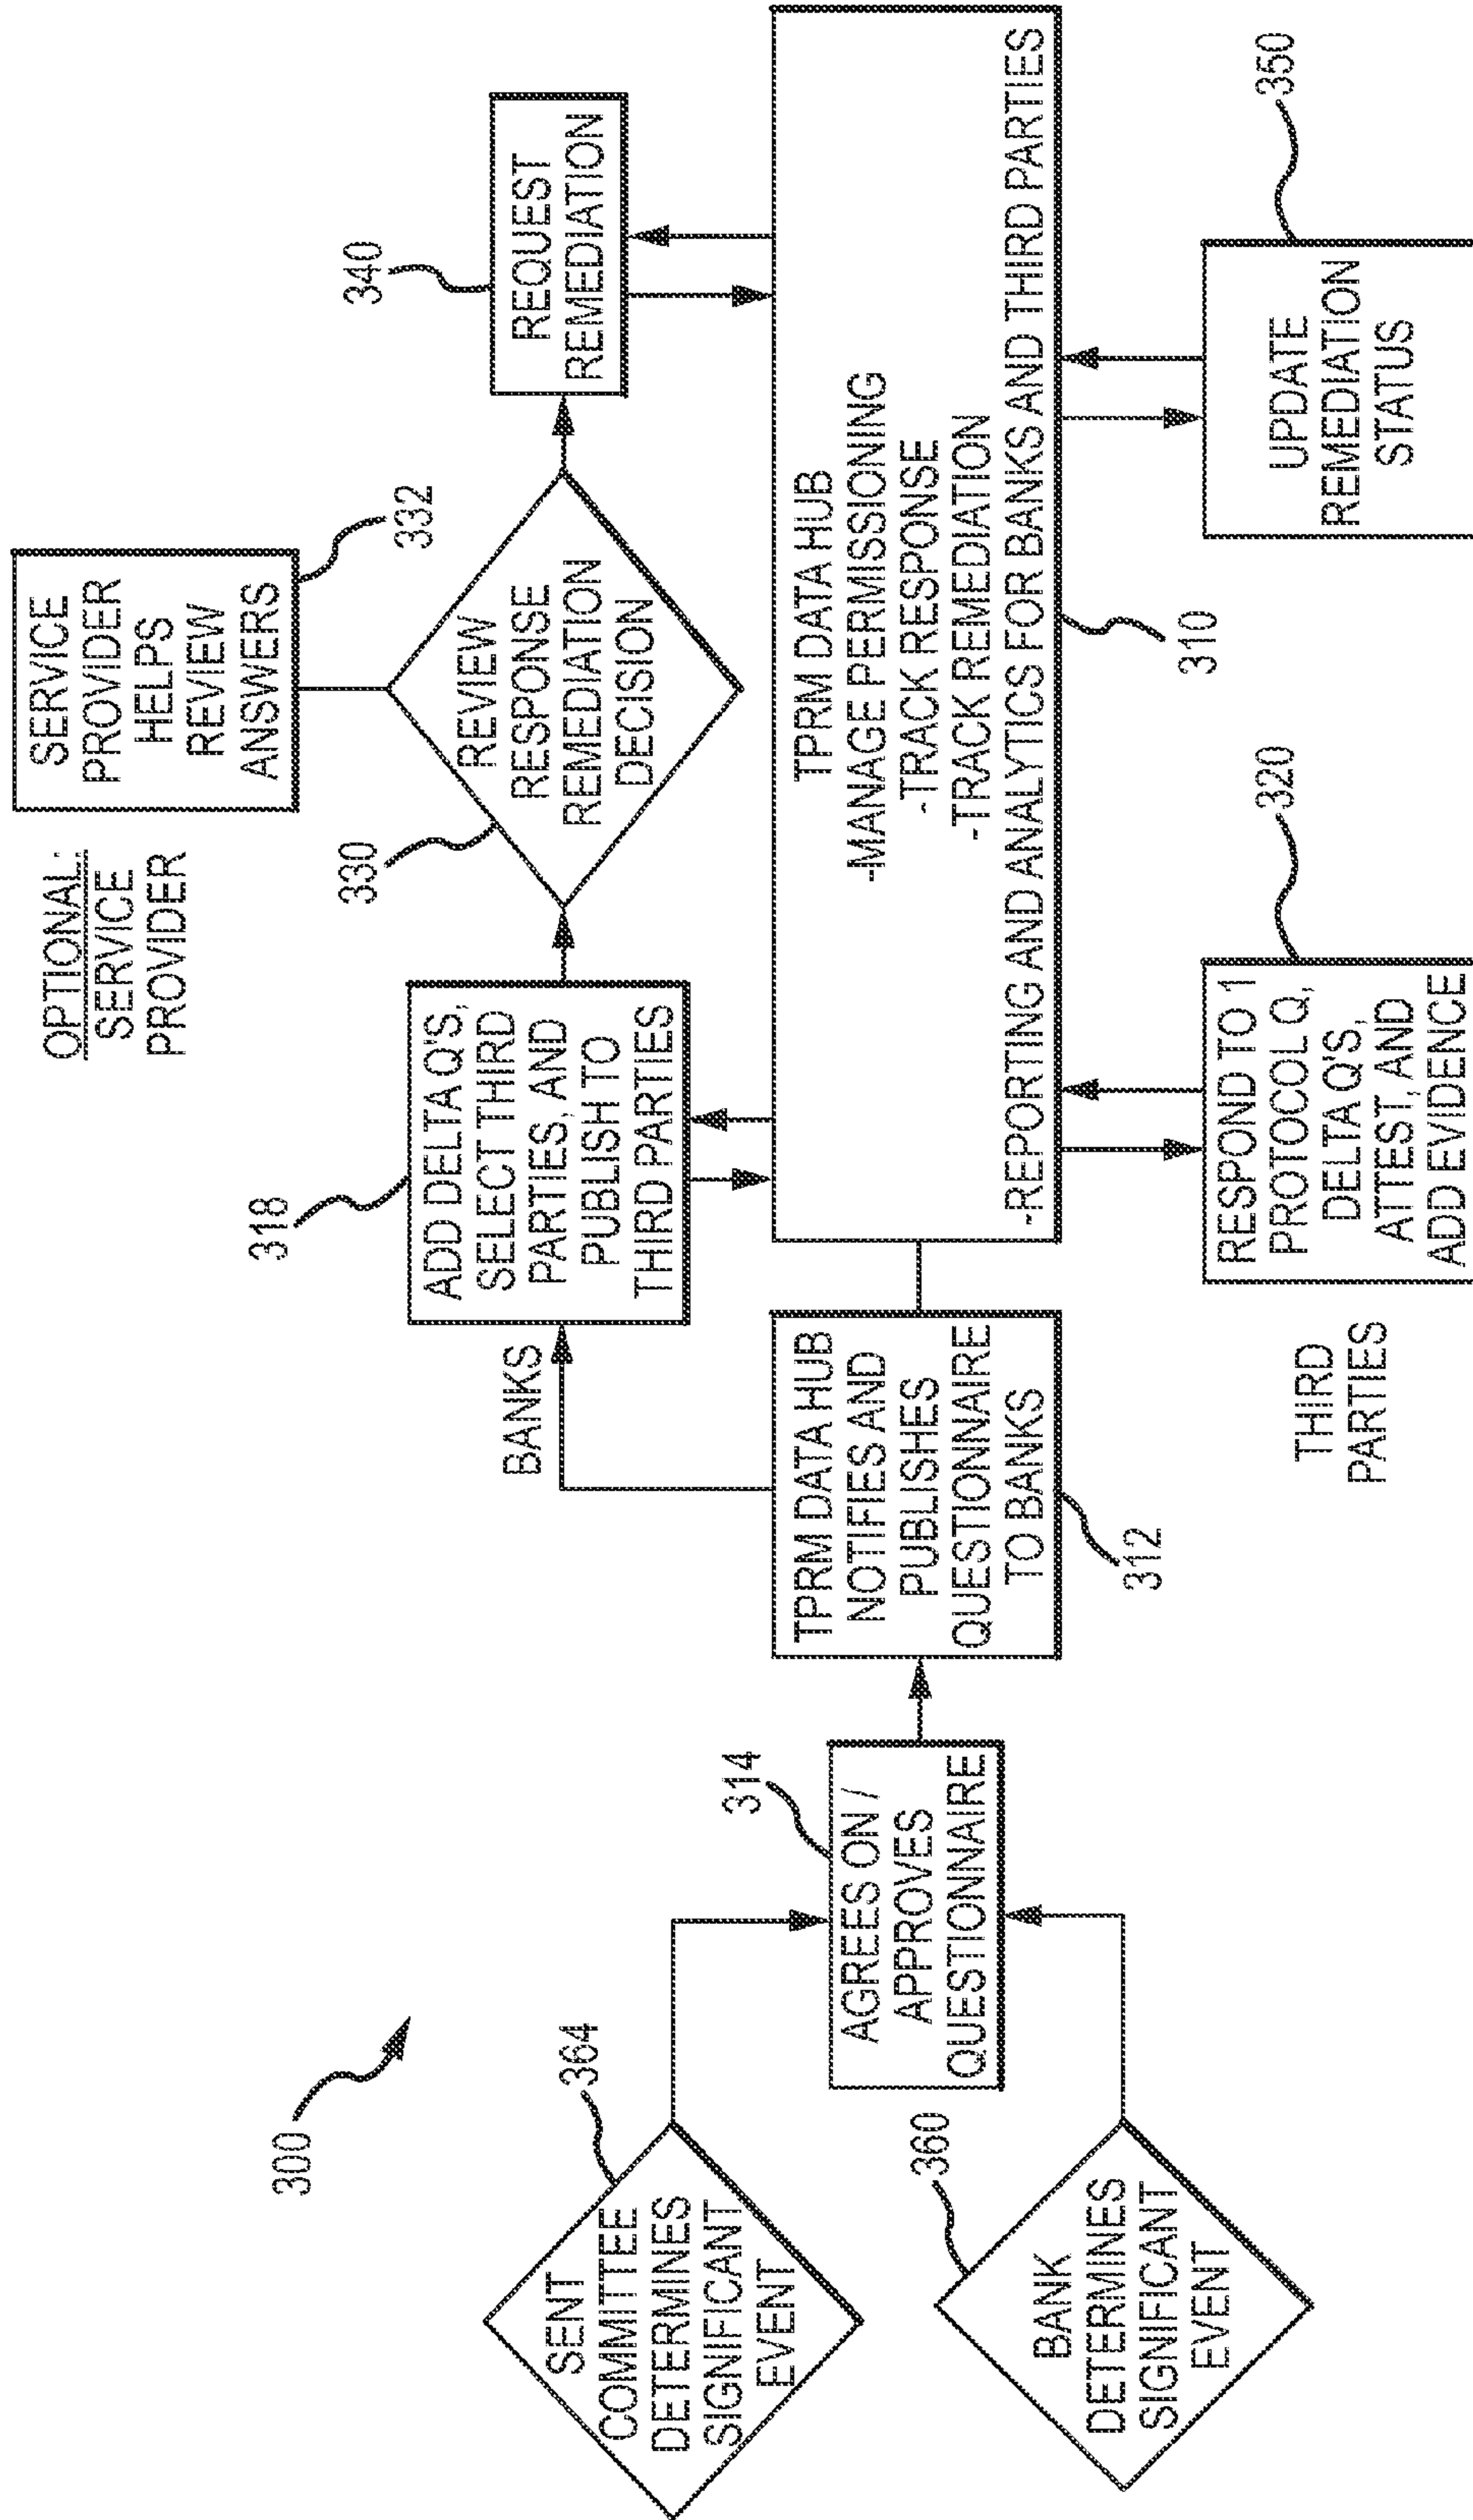 300
SENT
COMMITTEE
DETERMINES
SIGNIFICANT
EVENT
364
BANK
DETERMINES
SIGNIFICANT
EVENT
360
AGREES ON /
APPROVES
QUESTIONNAIRE
314
TPRM DATA HUB
NOTIFIES AND
PUBLISHES
QUESTIONNAIRE
TO BANKS
312
BANKS
318
ADD DELTA Q'S,
SELECT THIRD
PARTIES, AND
PUBLISH TO
THIRD PARTIES
OPTIONAL:
SERVICE
PROVIDER
SERVICE
PROVIDER
HELPS
REVIEW
ANSWERS
332
330
REVIEW
RESPONSE
REMEDIATION
DECISION
340
REQUEST
REMEDIATION
TPRM DATA HUB
-MANAGE PERMISSIONING
-TRACK RESPONSE
-TRACK REMEDIATION
-REPORTING AND ANALYTICS FOR BANKS AND THIRD PARTIES
310
THIRD
PARTIES
320
RESPOND TO 1
PROTOCOL Q,
DELTA Q'S,
ATTEST, AND
ADD EVIDENCE
350
UPDATE
REMEDIATION
STATUS